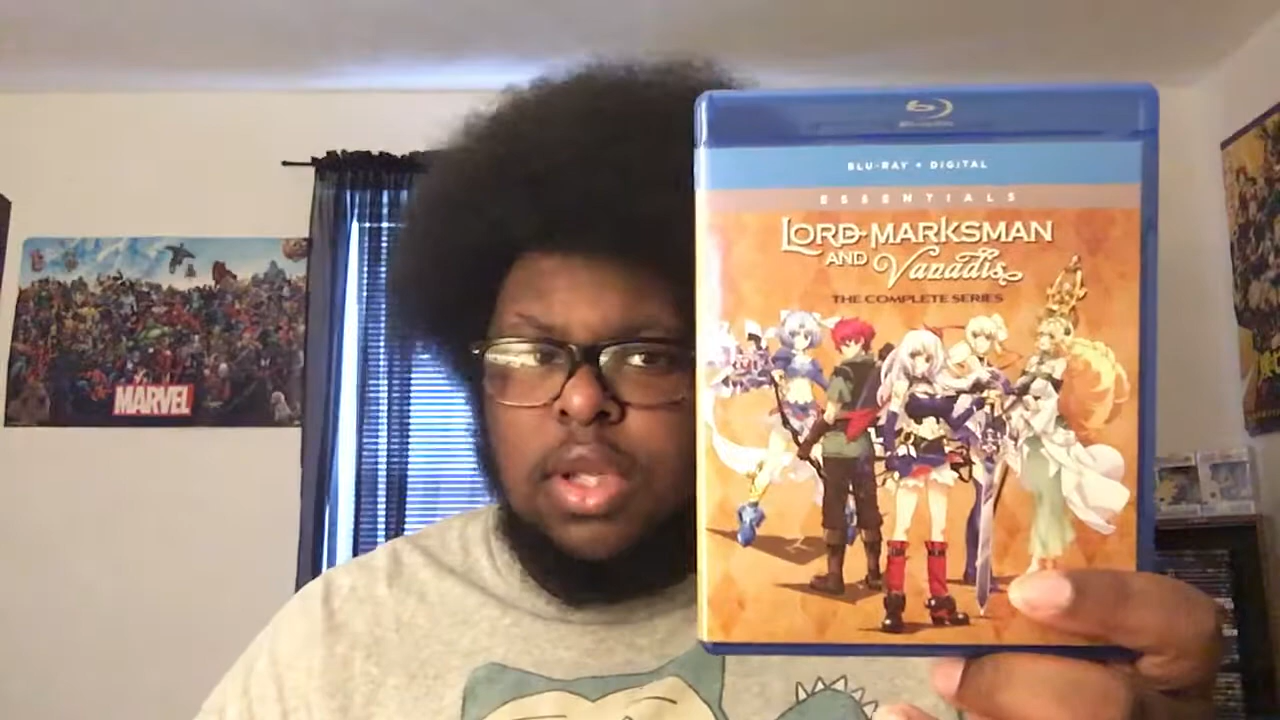 BLU-RAY + DIGITAL
ESSENTIALS
LORD MARKSMAN
AND Vanadis
THE COMPLETE SERIES
MARVEL